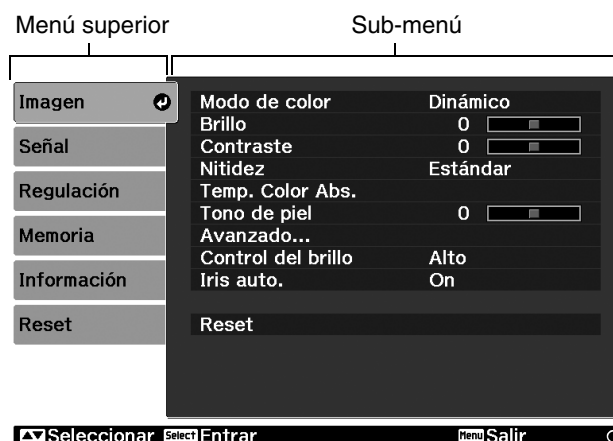 Menú superior
Sub-menú
Imagen
Señal
Regulación
Memoria
Información
Reset
Modo de color Dinámico
Brillo 0
Contraste 0
Nitidez Estándar
Temp. Color Abs.
Tono de piel 0
Avanzado...
Control del brillo Alto
Iris auto. On
Reset
Seleccionar Select Entrar Menu Salir